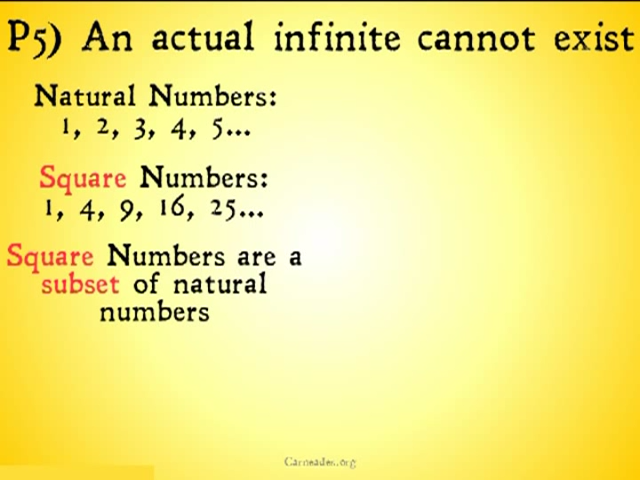 P5) An actual infinite cannot exist
Natural Numbers:
1, 2, 3, 4, 5...
Square Numbers:
1, 4, 9, 16, 25...
Square Numbers are a
subset of natural
numbers
Carneades.org